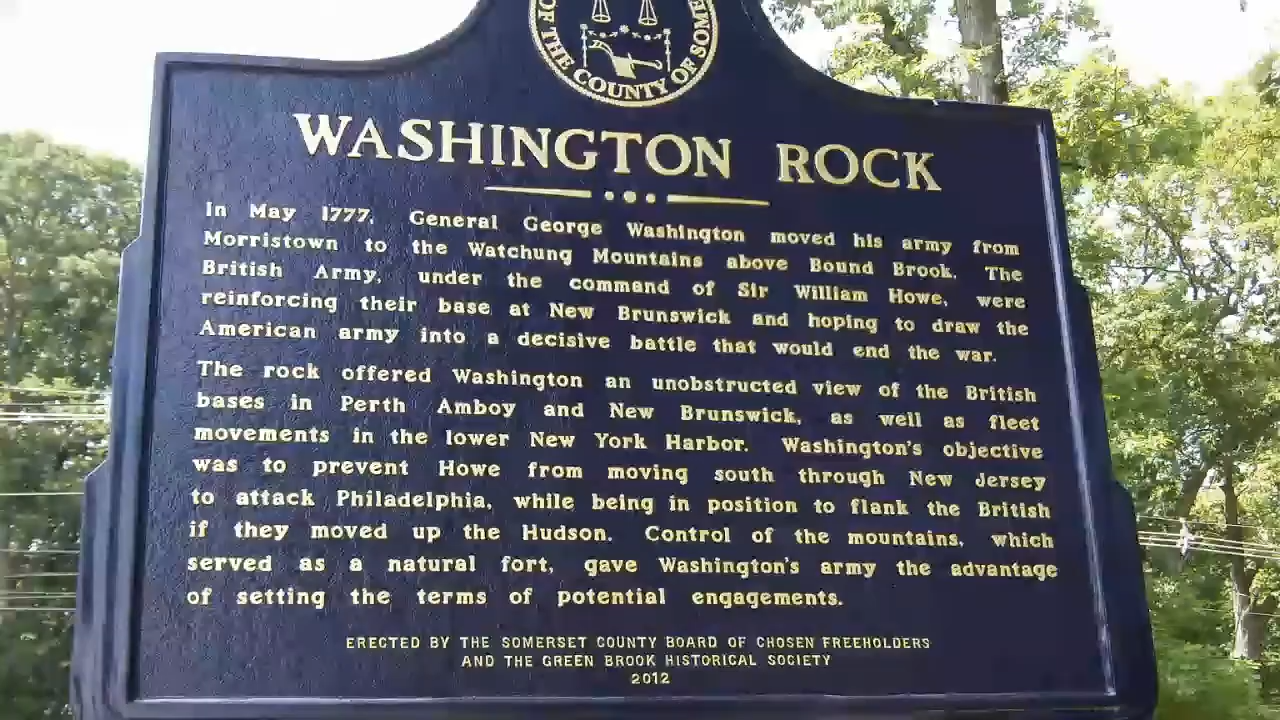 OF THE COUNTY OF SOME
WASHINGTON ROCK
In May 1777, General George Washington moved his army from
Morristown to the Watchung Mountains above Bound Brook. The
British Army, under the command of Sir William Howe, were
reinforcing their base at New Brunswick and hoping to draw the
American army into a decisive battle that would end the war.
The rock offered Washington an unobstructed view of the British
bases in Perth Amboy and New Brunswick, as well as fleet
movements in the lower New York Harbor. Washington's objective
was to prevent Howe from moving south through New Jersey
to attack Philadelphia, while being in position to flank the British
if they moved up the Hudson. Control of the mountains, which
served as a natural fort, gave Washington's army the advantage
of setting the terms of potential engagements.
ERECTED BY THE SOMERSET COUNTY BOARD OF CHOSEN FREEHOLDERS
AND THE GREEN BROOK HISTORICAL SOCIETY
2012